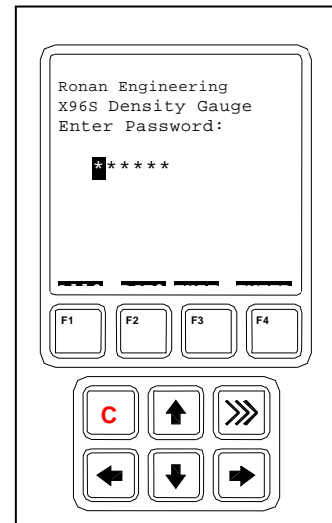 Ronan Engineering
X96S Density Gauge
Enter Password:
******
F1 F2 F3 F4
C